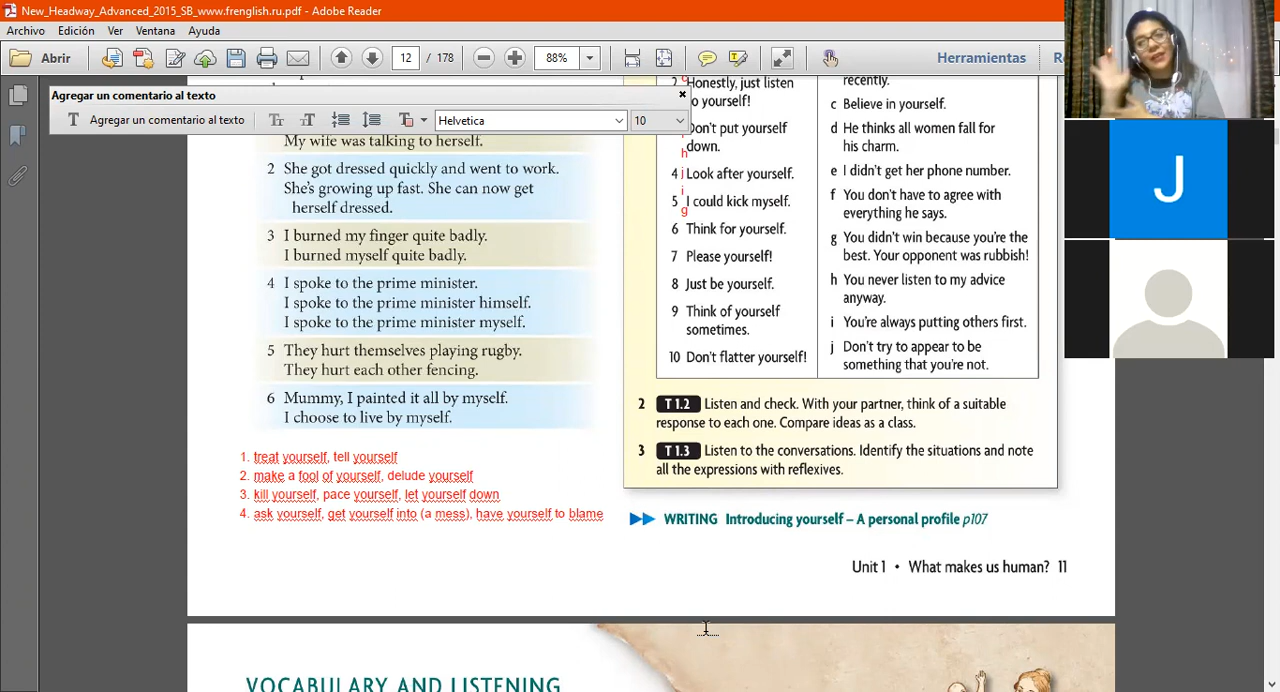 New_Headway_Advanced_2015_SB_www.frenglish.ru.pdf - Adobe Reader
Archivo Edición Ver Ventana Ayuda
Abrir 12 / 178 88% Herramientas
Agregar un comentario al texto
Agregar un comentario al texto Helvetica 10
My wife was talking to herself.
2 She got dressed quickly and went to work.
She's growing up fast. She can now get
herself dressed.
3 I burned my finger quite badly.
I burned myself quite badly.
4 I spoke to the prime minister.
I spoke to the prime minister himself.
I spoke to the prime minister myself.
5 They hurt themselves playing rugby.
They hurt each other fencing.
6 Mummy, I painted it all by myself.
I choose to live by myself.
1. treat yourself, tell yourself
2. make a fool of yourself, delude yourself
3. kill yourself, pace yourself, let yourself down
4. ask yourself, get yourself into (a mess), have yourself to blame
2 Honestly, just listen
to yourself!
Don't put yourself
down.
4 Look after yourself.
5 I could kick myself.
6 Think for yourself.
7 Please yourself!
8 Just be yourself.
9 Think of yourself
sometimes.
10 Don't flatter yourself!
h
j
i
g
recently.
c Believe in yourself.
d He thinks all women fall for
his charm.
e I didn't get her phone number.
f You don't have to agree with
everything he says.
g You didn't win because you're the
best. Your opponent was rubbish!
h You never listen to my advice
anyway.
i You're always putting others first.
j Don't try to appear to be
something that you're not.
2 T 1.2 Listen and check. With your partner, think of a suitable
response to each one. Compare ideas as a class.
3 T 1.3 Listen to the conversations. Identify the situations and note
all the expressions with reflexives.
WRITING Introducing yourself – A personal profile p107
Unit 1 • What makes us human? 11
VOCABULARY AND LISTENING
J